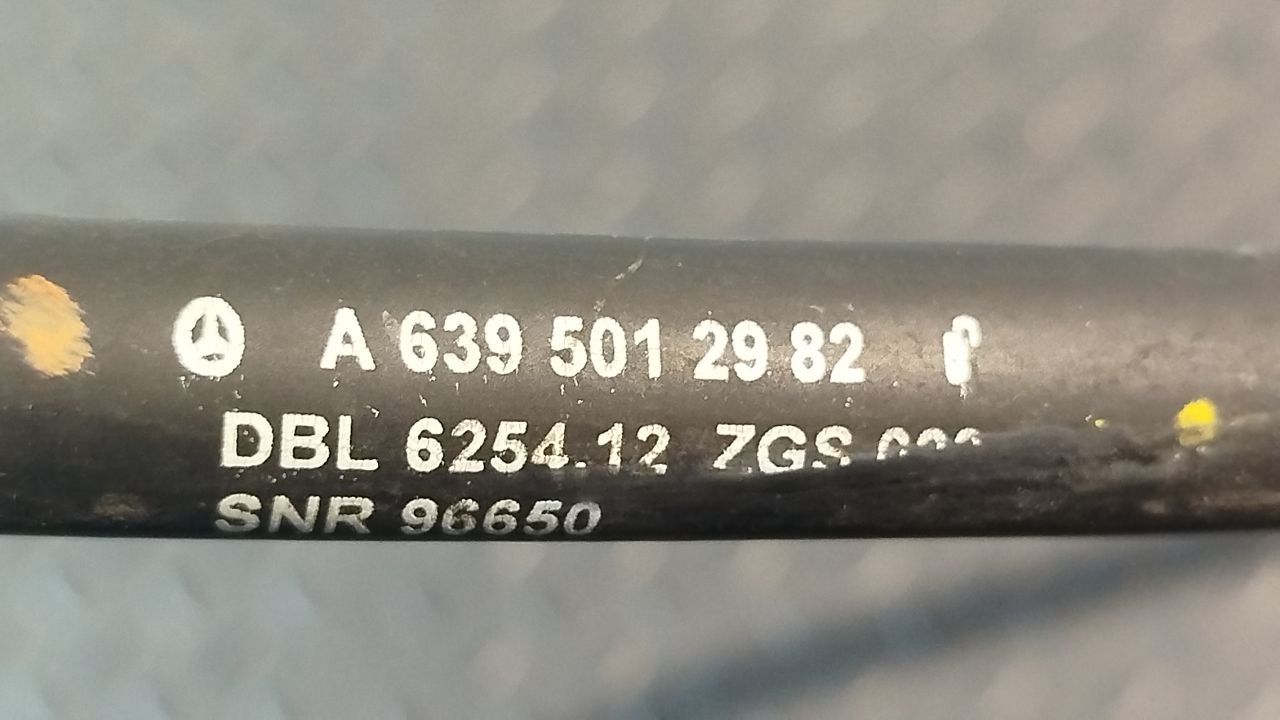 A 639 501 29 82
DBL 6254.12 ZGS
SNR 96650